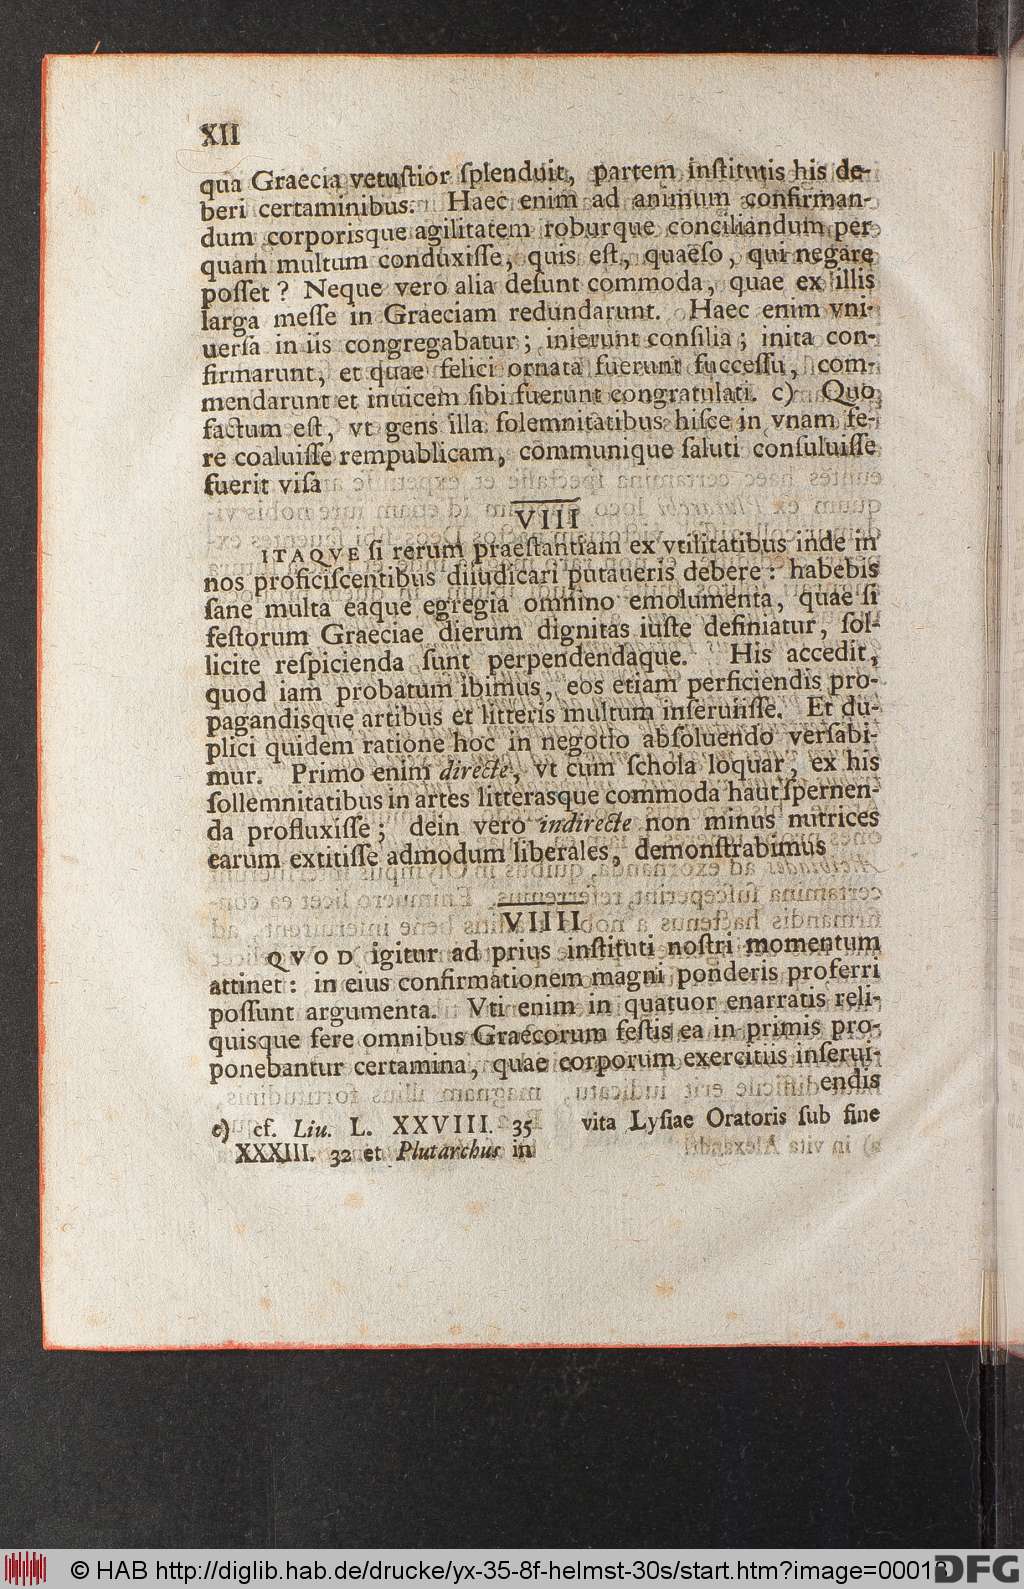 XII
qua Graecia vetuſtior ſplenduit, partem inſtitutis his de-
beri certaminibus. Haec enim ad animum confirman-
dum corporisque agilitatem roburque conciliandum per
quam multum conduxiſſe, quis eſt, quaeſo, qui negare
poſſet? Neque vero alia deſunt commoda, quae ex illis
larga meſſe in Graeciam redundarunt. Haec enim vni-
uerſa in iis congregabatur; inierunt conſilia; inita con-
firmarunt, et quae felici ornata fuerunt ſucceſſu, com-
mendarunt et inuicem ſibi fuerunt congratulati. c) Quo
factum eſt, vt gens illa ſolemnitatibus hiſce in vnam fe-
re coaluiſſe rempublicam, communique ſaluti conſuluiſſe
fuerit viſa
VIII
ITAQVE ſi rerum praeſtantiam ex vtilitatibus inde in
nos proficiſcentibus diiudicari putaueris debere: habebis
ſane multa eaque egregia omnino emolumenta, quae ſi
feſtorum Graeciae dierum dignitas iuſte definiatur, ſol-
licite reſpicienda ſunt perpendendaque. His accedit,
quod iam probatum ibimus, eos etiam perficiendis pro-
pagandisque artibus et litteris multum inſeruiiſſe. Et du-
plici quidem ratione hoc in negotio abſoluendo verſabi-
mur. Primo enim directe, vt cum ſchola loquar, ex his
ſollemnitatibus in artes litterasque commoda haut ſpernen-
da profluxiſſe; dein vero indirecte non minus nutrices
earum extitiſſe admodum liberales, demonſtrabimus
VIIII
QVOD igitur ad prius inſtituti noſtri momentum
attinet: in eius confirmationem magni ponderis proferri
poſſunt argumenta. Vti enim in quatuor enarratis reli-
quisque fere omnibus Graecorum feſtis ea in primis pro-
ponebantur certamina, quae corporum exercitus inſerui-
endis
c) cf. Liu. L. XXVIII. 35
XXXIII. 32 et Plutarchus in
vita Lyſiae Oratoris ſub fine
© HAB http://diglib.hab.de/drucke/yx-35-8f-helmst-30s/start.htm?image=00013
DFG